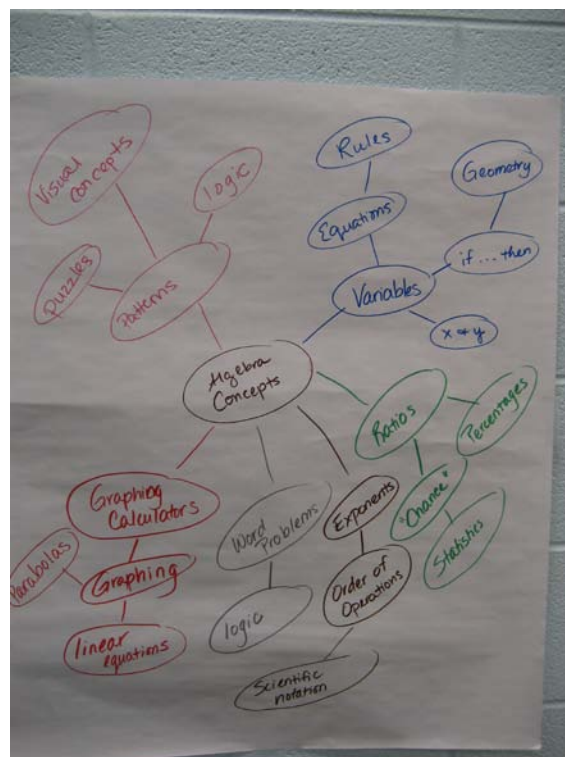 Visual
Concepts
logic
Puzzles
Patterns
Rules
Equations
Geometry
if...then
Variables
x & y
Algebra
Concepts
Ratios
Percentages
"Chance"
Statistics
Graphing
Calculators
Graphing
Parabolas
linear
equations
Word
Problems
logic
Exponents
Order of
Operations
Scientific
notation